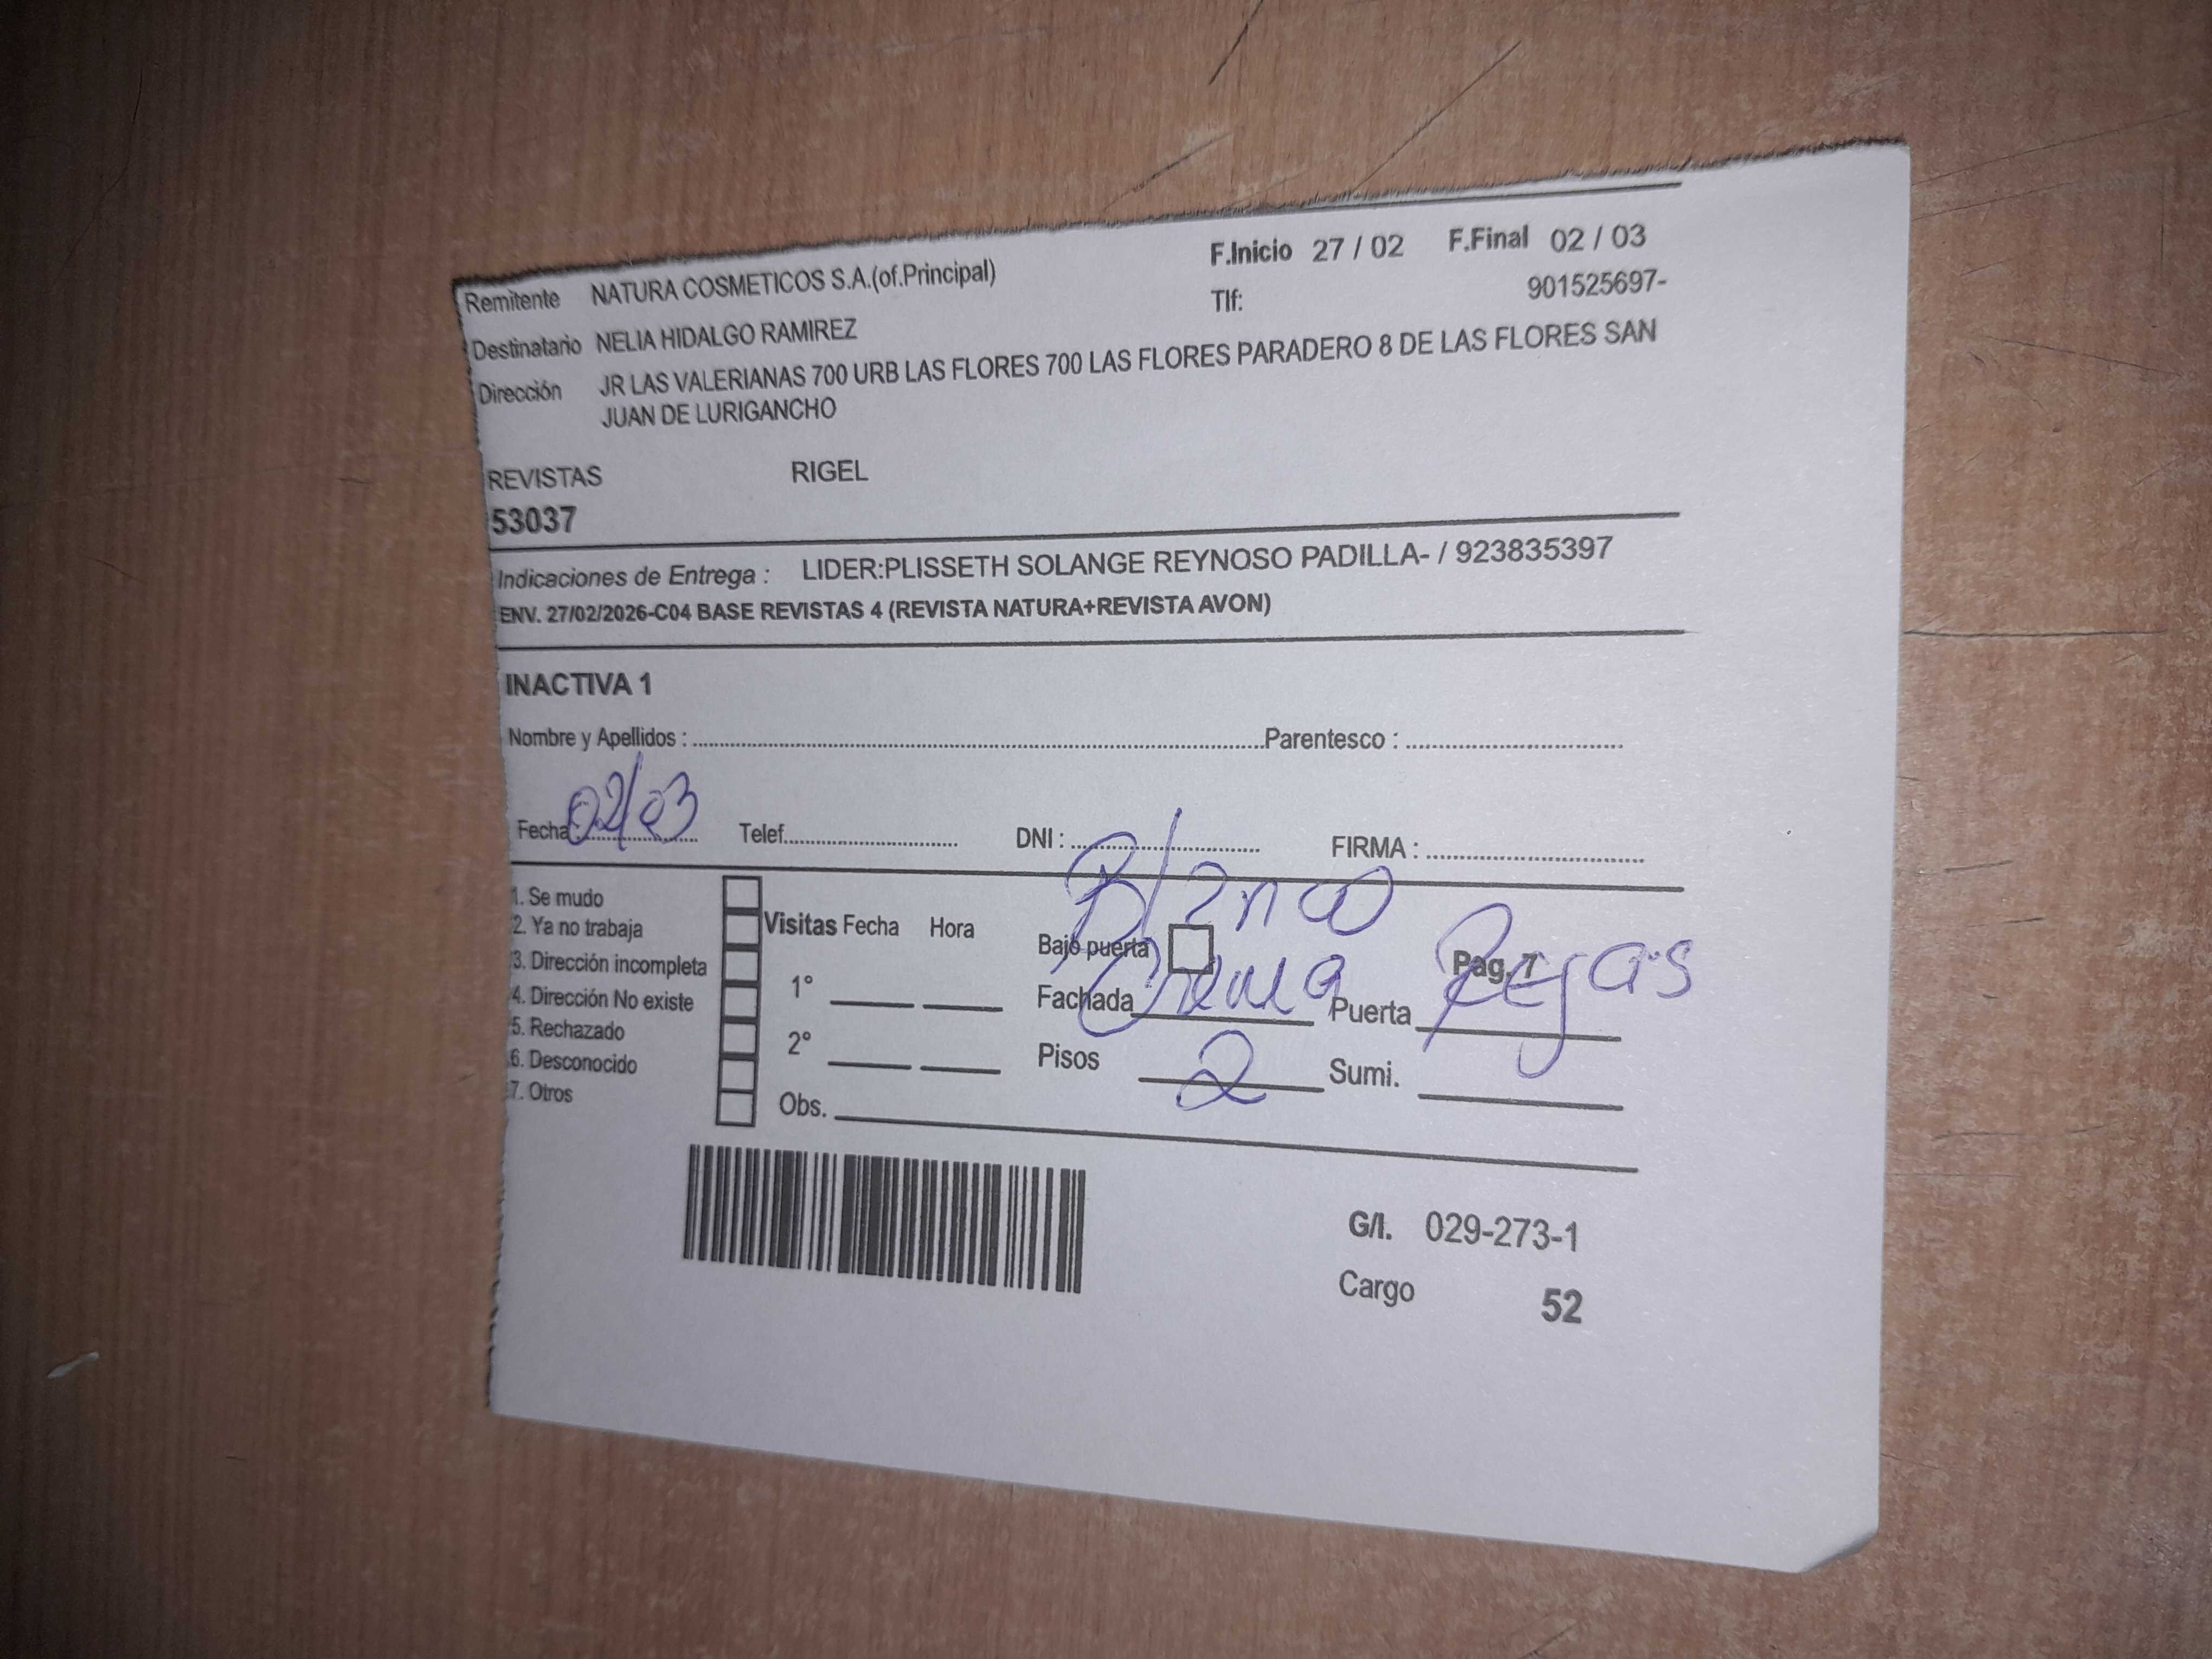 Remitente NATURA COSMETICOS S.A.(of.Principal) F.Inicio 27 / 02 F.Final 02 / 03
Tlf: 901525697-
Destinatario NELIA HIDALGO RAMIREZ
Dirección JR LAS VALERIANAS 700 URB LAS FLORES 700 LAS FLORES PARADERO 8 DE LAS FLORES SAN
JUAN DE LURIGANCHO
REVISTAS RIGEL
53037
Indicaciones de Entrega : LIDER:PLISSETH SOLANGE REYNOSO PADILLA- / 923835397
ENV. 27/02/2026-C04 BASE REVISTAS 4 (REVISTA NATURA+REVISTA AVON)
INACTIVA 1
Nombre y Apellidos : Parentesco :
Fecha : 02/03 Telef. DNI : FIRMA :
Blanco
1. Se mudo
2. Ya no trabaja
3. Dirección incompleta
4. Dirección No existe
5. Rechazado
6. Desconocido
7. Otros
Visitas Fecha Hora
1°
2°
Obs.
Bajo puerta Pag. 7
Fachada Crema Puerta Rejas
Pisos 2 Sumi.
G/I. 029-273-1
Cargo 52